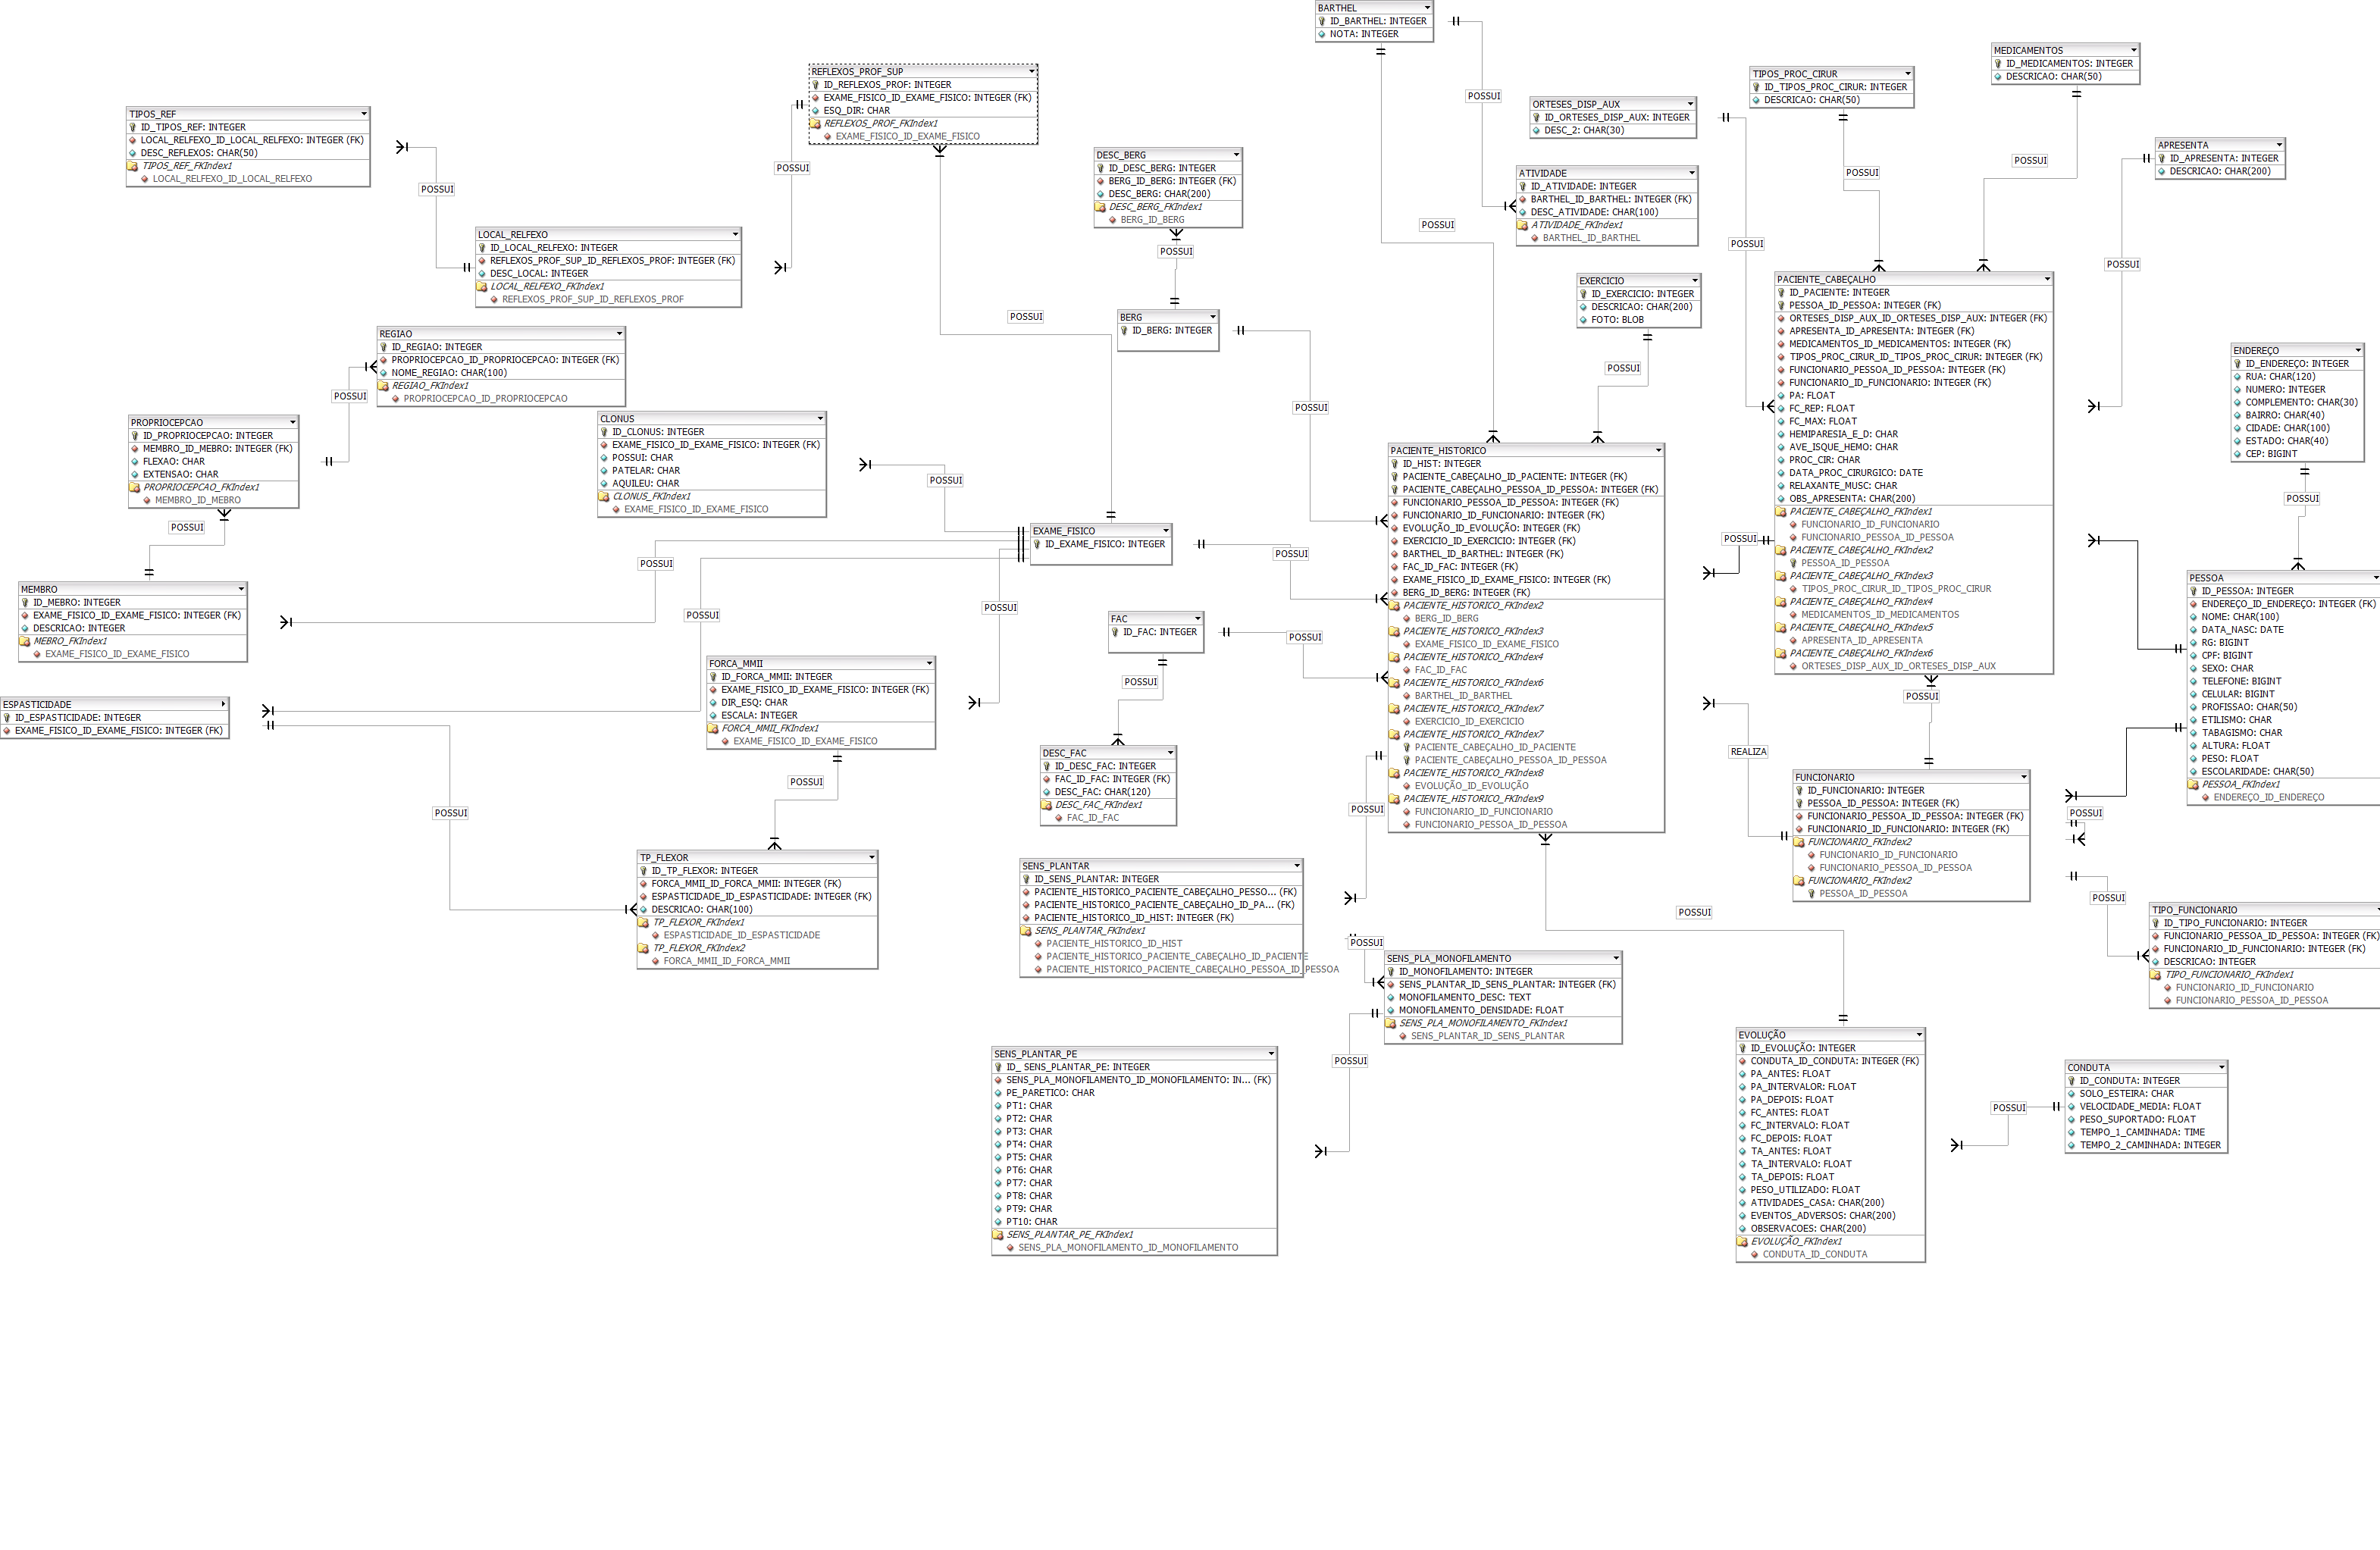 BARTHEL
ID_BARTHEL: INTEGER
NOTA: INTEGER
POSSUI
MEDICAMENTOS
ID_MEDICAMENTOS: INTEGER
DESCRICAO: CHAR(50)
POSSUI
REFLEXOS_PROF_SUP
ID_REFLEXOS_PROF: INTEGER
EXAME_FISICO_ID_EXAME_FISICO: INTEGER (FK)
ESQ_DIR: CHAR
REFLEXOS_PROF_FKIndex1
EXAME_FISICO_ID_EXAME_FISICO
POSSUI
TIPOS_PROC_CIRUR
ID_TIPOS_PROC_CIRUR: INTEGER
DESCRICAO: CHAR(50)
POSSUI
ORTESES_DISP_AUX
ID_ORTESES_DISP_AUX: INTEGER
DESC_2: CHAR(30)
POSSUI
TIPOS_REF
ID_TIPOS_REF: INTEGER
LOCAL_RELFEXO_ID_LOCAL_RELFEXO: INTEGER (FK)
DESC_REFLEXOS: CHAR(50)
TIPOS_REF_FKIndex1
LOCAL_RELFEXO_ID_LOCAL_RELFEXO
POSSUI
APRESENTA
ID_APRESENTA: INTEGER
DESCRICAO: CHAR(200)
POSSUI
DESC_BERG
ID_DESC_BERG: INTEGER
BERG_ID_BERG: INTEGER (FK)
DESC_BERG: CHAR(200)
DESC_BERG_FKIndex1
BERG_ID_BERG
POSSUI
ATIVIDADE
ID_ATIVIDADE: INTEGER
BARTHEL_ID_BARTHEL: INTEGER (FK)
DESC_ATIVIDADE: CHAR(100)
ATIVIDADE_FKIndex1
BARTHEL_ID_BARTHEL
POSSUI
LOCAL_RELFEXO
ID_LOCAL_RELFEXO: INTEGER
REFLEXOS_PROF_SUP_ID_REFLEXOS_PROF: INTEGER (FK)
DESC_LOCAL: INTEGER
LOCAL_RELFEXO_FKIndex1
REFLEXOS_PROF_SUP_ID_REFLEXOS_PROF
POSSUI
EXERCICIO
ID_EXERCICIO: INTEGER
DESCRICAO: CHAR(200)
FOTO: BLOB
POSSUI
PACIENTE_CABEÇALHO
ID_PACIENTE: INTEGER
PESSOA_ID_PESSOA: INTEGER (FK)
ORTESES_DISP_AUX_ID_ORTESES_DISP_AUX: INTEGER (FK)
APRESENTA_ID_APRESENTA: INTEGER (FK)
MEDICAMENTOS_ID_MEDICAMENTOS: INTEGER (FK)
TIPOS_PROC_CIRUR_ID_TIPOS_PROC_CIRUR: INTEGER (FK)
FUNCIONARIO_PESSOA_ID_PESSOA: INTEGER (FK)
FUNCIONARIO_ID_FUNCIONARIO: INTEGER (FK)
PA: FLOAT
FC_REP: FLOAT
FC_MAX: FLOAT
HEMIPARESIA_E_D: CHAR
AVE_ISQUE_HEMO: CHAR
PROC_CIR: CHAR
DATA_PROC_CIRURGICO: DATE
RELAXANTE_MUSC: CHAR
OBS_APRESENTA: CHAR(200)
PACIENTE_CABEÇALHO_FKIndex1
FUNCIONARIO_ID_FUNCIONARIO
FUNCIONARIO_PESSOA_ID_PESSOA
PACIENTE_CABEÇALHO_FKIndex2
PESSOA_ID_PESSOA
PACIENTE_CABEÇALHO_FKIndex3
TIPOS_PROC_CIRUR_ID_TIPOS_PROC_CIRUR
PACIENTE_CABEÇALHO_FKIndex4
MEDICAMENTOS_ID_MEDICAMENTOS
PACIENTE_CABEÇALHO_FKIndex5
APRESENTA_ID_APRESENTA
PACIENTE_CABEÇALHO_FKIndex6
ORTESES_DISP_AUX_ID_ORTESES_DISP_AUX
POSSUI
POSSUI
BERG
ID_BERG: INTEGER
POSSUI
REGIAO
ID_REGIAO: INTEGER
PROPRIOCEPCAO_ID_PROPRIOCEPCAO: INTEGER (FK)
NOME_REGIAO: CHAR(100)
REGIAO_FKIndex1
PROPRIOCEPCAO_ID_PROPRIOCEPCAO
POSSUI
ENDEREÇO
ID_ENDEREÇO: INTEGER
RUA: CHAR(120)
NUMERO: INTEGER
COMPLEMENTO: CHAR(30)
BAIRRO: CHAR(40)
CIDADE: CHAR(100)
ESTADO: CHAR(40)
CEP: BIGINT
POSSUI
PROPRIOCEPCAO
ID_PROPRIOCEPCAO: INTEGER
MEMBRO_ID_MEBRO: INTEGER (FK)
FLEXAO: CHAR
EXTENSAO: CHAR
PROPRIOCEPCAO_FKIndex1
MEMBRO_ID_MEBRO
POSSUI
CLONUS
ID_CLONUS: INTEGER
EXAME_FISICO_ID_EXAME_FISICO: INTEGER (FK)
POSSUI: CHAR
PATELAR: CHAR
AQUILEU: CHAR
CLONUS_FKIndex1
EXAME_FISICO_ID_EXAME_FISICO
POSSUI
PACIENTE_HISTORICO
ID_HIST: INTEGER
PACIENTE_CABEÇALHO_ID_PACIENTE: INTEGER (FK)
PACIENTE_CABEÇALHO_PESSOA_ID_PESSOA: INTEGER (FK)
FUNCIONARIO_PESSOA_ID_PESSOA: INTEGER (FK)
FUNCIONARIO_ID_FUNCIONARIO: INTEGER (FK)
EVOLUÇÃO_ID_EVOLUÇÃO: INTEGER (FK)
EXERCICIO_ID_EXERCICIO: INTEGER (FK)
BARTHEL_ID_BARTHEL: INTEGER (FK)
FAC_ID_FAC: INTEGER (FK)
EXAME_FISICO_ID_EXAME_FISICO: INTEGER (FK)
BERG_ID_BERG: INTEGER (FK)
PACIENTE_HISTORICO_FKIndex2
BERG_ID_BERG
PACIENTE_HISTORICO_FKIndex3
EXAME_FISICO_ID_EXAME_FISICO
PACIENTE_HISTORICO_FKIndex4
FAC_ID_FAC
PACIENTE_HISTORICO_FKIndex6
BARTHEL_ID_BARTHEL
PACIENTE_HISTORICO_FKIndex7
EXERCICIO_ID_EXERCICIO
PACIENTE_HISTORICO_FKIndex7
PACIENTE_CABEÇALHO_ID_PACIENTE
PACIENTE_CABEÇALHO_PESSOA_ID_PESSOA
PACIENTE_HISTORICO_FKIndex8
EVOLUÇÃO_ID_EVOLUÇÃO
PACIENTE_HISTORICO_FKIndex9
FUNCIONARIO_ID_FUNCIONARIO
FUNCIONARIO_PESSOA_ID_PESSOA
EXAME_FISICO
ID_EXAME_FISICO: INTEGER
POSSUI
POSSUI
POSSUI
POSSUI
MEMBRO
ID_MEBRO: INTEGER
EXAME_FISICO_ID_EXAME_FISICO: INTEGER (FK)
DESCRICAO: INTEGER
MEBRO_FKIndex1
EXAME_FISICO_ID_EXAME_FISICO
PESSOA
ID_PESSOA: INTEGER
ENDEREÇO_ID_ENDEREÇO: INTEGER (FK)
NOME: CHAR(100)
DATA_NASC: DATE
RG: BIGINT
CPF: BIGINT
SEXO: CHAR
TELEFONE: BIGINT
CELULAR: BIGINT
PROFISSAO: CHAR(50)
ETILISMO: CHAR
TABAGISMO: CHAR
ALTURA: FLOAT
PESO: FLOAT
ESCOLARIDADE: CHAR(50)
PESSOA_FKIndex1
ENDEREÇO_ID_ENDEREÇO
FAC
ID_FAC: INTEGER
POSSUI
POSSUI
FORCA_MMII
ID_FORCA_MMII: INTEGER
EXAME_FISICO_ID_EXAME_FISICO: INTEGER (FK)
DIR_ESQ: CHAR
ESCALA: INTEGER
FORCA_MMII_FKIndex1
EXAME_FISICO_ID_EXAME_FISICO
POSSUI
ESPASTICIDADE
ID_ESPASTICIDADE: INTEGER
EXAME_FISICO_ID_EXAME_FISICO: INTEGER (FK)
POSSUI
DESC_FAC
ID_DESC_FAC: INTEGER
FAC_ID_FAC: INTEGER (FK)
DESC_FAC: CHAR(120)
DESC_FAC_FKIndex1
FAC_ID_FAC
REALIZA
POSSUI
FUNCIONARIO
ID_FUNCIONARIO: INTEGER
PESSOA_ID_PESSOA: INTEGER (FK)
FUNCIONARIO_PESSOA_ID_PESSOA: INTEGER (FK)
FUNCIONARIO_ID_FUNCIONARIO: INTEGER (FK)
FUNCIONARIO_FKIndex2
FUNCIONARIO_ID_FUNCIONARIO
FUNCIONARIO_PESSOA_ID_PESSOA
FUNCIONARIO_FKIndex2
PESSOA_ID_PESSOA
POSSUI
POSSUI
TP_FLEXOR
ID_TP_FLEXOR: INTEGER
FORCA_MMII_ID_FORCA_MMII: INTEGER (FK)
ESPASTICIDADE_ID_ESPASTICIDADE: INTEGER (FK)
DESCRICAO: CHAR(100)
TP_FLEXOR_FKIndex1
ESPASTICIDADE_ID_ESPASTICIDADE
TP_FLEXOR_FKIndex2
FORCA_MMII_ID_FORCA_MMII
SENS_PLANTAR
ID_SENS_PLANTAR: INTEGER
PACIENTE_HISTORICO_PACIENTE_CABEÇALHO_PESSO... (FK)
PACIENTE_HISTORICO_PACIENTE_CABEÇALHO_ID_PA... (FK)
PACIENTE_HISTORICO_ID_HIST: INTEGER (FK)
SENS_PLANTAR_FKIndex1
PACIENTE_HISTORICO_ID_HIST
PACIENTE_HISTORICO_PACIENTE_CABEÇALHO_ID_PACIENTE
PACIENTE_HISTORICO_PACIENTE_CABEÇALHO_PESSOA_ID_PESSOA
POSSUI
POSSUI
TIPO_FUNCIONARIO
ID_TIPO_FUNCIONARIO: INTEGER
FUNCIONARIO_PESSOA_ID_PESSOA: INTEGER (FK)
FUNCIONARIO_ID_FUNCIONARIO: INTEGER (FK)
DESCRICAO: INTEGER
TIPO_FUNCIONARIO_FKIndex1
FUNCIONARIO_ID_FUNCIONARIO
FUNCIONARIO_PESSOA_ID_PESSOA
SENS_PLA_MONOFILAMENTO
ID_MONOFILAMENTO: INTEGER
SENS_PLANTAR_ID_SENS_PLANTAR: INTEGER (FK)
MONOFILAMENTO_DESC: TEXT
MONOFILAMENTO_DENSIDADE: FLOAT
SENS_PLA_MONOFILAMENTO_FKIndex1
SENS_PLANTAR_ID_SENS_PLANTAR
POSSUI
SENS_PLANTAR_PE
ID_ SENS_PLANTAR_PE: INTEGER
SENS_PLA_MONOFILAMENTO_ID_MONOFILAMENTO: IN... (FK)
PE_PARETICO: CHAR
PT1: CHAR
PT2: CHAR
PT3: CHAR
PT4: CHAR
PT5: CHAR
PT6: CHAR
PT7: CHAR
PT8: CHAR
PT9: CHAR
PT10: CHAR
SENS_PLANTAR_PE_FKIndex1
SENS_PLA_MONOFILAMENTO_ID_MONOFILAMENTO
EVOLUÇÃO
ID_EVOLUÇÃO: INTEGER
CONDUTA_ID_CONDUTA: INTEGER (FK)
PA_ANTES: FLOAT
PA_INTERVALOR: FLOAT
PA_DEPOIS: FLOAT
FC_ANTES: FLOAT
FC_INTERVALO: FLOAT
FC_DEPOIS: FLOAT
TA_ANTES: FLOAT
TA_INTERVALO: FLOAT
TA_DEPOIS: FLOAT
PESO_UTILIZADO: FLOAT
ATIVIDADES_CASA: CHAR(200)
EVENTOS_ADVERSOS: CHAR(200)
OBSERVACOES: CHAR(200)
EVOLUÇÃO_FKIndex1
CONDUTA_ID_CONDUTA
POSSUI
CONDUTA
ID_CONDUTA: INTEGER
SOLO_ESTEIRA: CHAR
VELOCIDADE_MEDIA: FLOAT
PESO_SUPORTADO: FLOAT
TEMPO_1_CAMINHADA: TIME
TEMPO_2_CAMINHADA: INTEGER